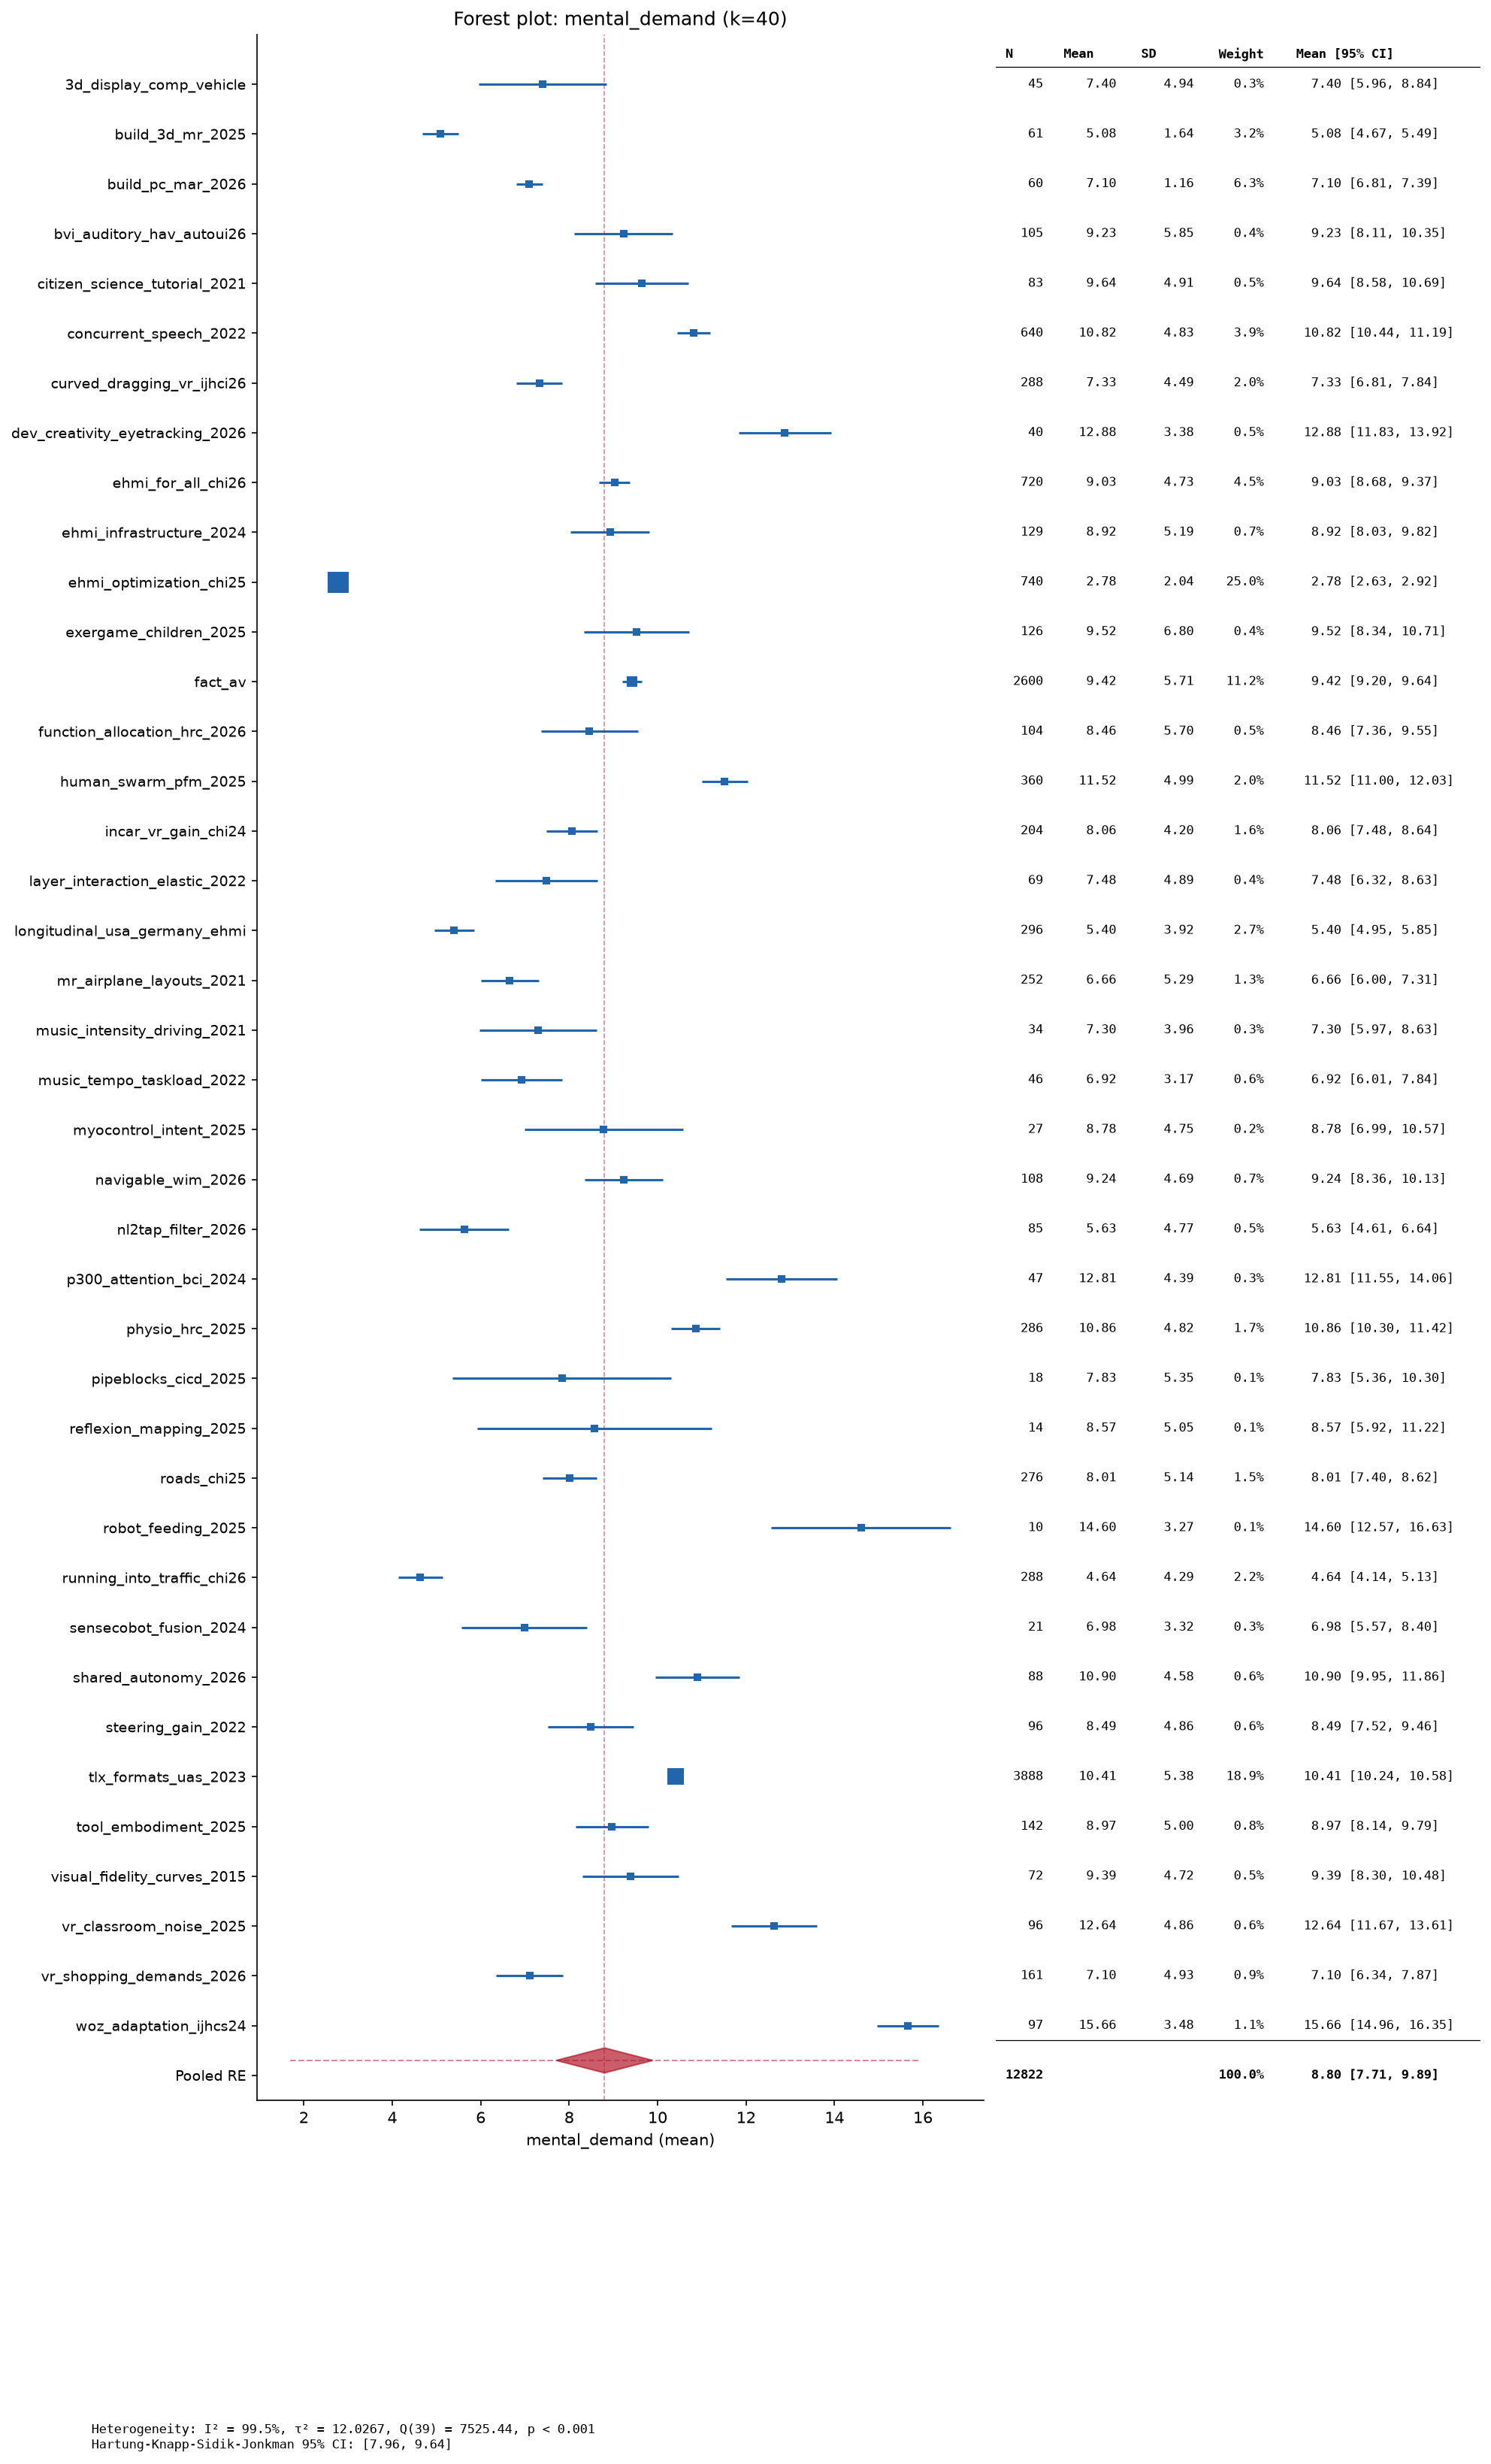 Forest plot: mental_demand (k=40)
N Mean SD Weight Mean [95% CI]
3d_display_comp_vehicle 45 7.40 4.94 0.3% 7.40 [5.96, 8.84]
build_3d_mr_2025 61 5.08 1.64 3.2% 5.08 [4.67, 5.49]
build_pc_mar_2026 60 7.10 1.16 6.3% 7.10 [6.81, 7.39]
bvi_auditory_hav_autoui26 105 9.23 5.85 0.4% 9.23 [8.11, 10.35]
citizen_science_tutorial_2021 83 9.64 4.91 0.5% 9.64 [8.58, 10.69]
concurrent_speech_2022 640 10.82 4.83 3.9% 10.82 [10.44, 11.19]
curved_dragging_vr_ijhci26 288 7.33 4.49 2.0% 7.33 [6.81, 7.84]
dev_creativity_eyetracking_2026 40 12.88 3.38 0.5% 12.88 [11.83, 13.92]
ehmi_for_all_chi26 720 9.03 4.73 4.5% 9.03 [8.68, 9.37]
ehmi_infrastructure_2024 129 8.92 5.19 0.7% 8.92 [8.03, 9.82]
ehmi_optimization_chi25 740 2.78 2.04 25.0% 2.78 [2.63, 2.92]
exergame_children_2025 126 9.52 6.80 0.4% 9.52 [8.34, 10.71]
fact_av 2600 9.42 5.71 11.2% 9.42 [9.20, 9.64]
function_allocation_hrc_2026 104 8.46 5.70 0.5% 8.46 [7.36, 9.55]
human_swarm_pfm_2025 360 11.52 4.99 2.0% 11.52 [11.00, 12.03]
incar_vr_gain_chi24 204 8.06 4.20 1.6% 8.06 [7.48, 8.64]
layer_interaction_elastic_2022 69 7.48 4.89 0.4% 7.48 [6.32, 8.63]
longitudinal_usa_germany_ehmi 296 5.40 3.92 2.7% 5.40 [4.95, 5.85]
mr_airplane_layouts_2021 252 6.66 5.29 1.3% 6.66 [6.00, 7.31]
music_intensity_driving_2021 34 7.30 3.96 0.3% 7.30 [5.97, 8.63]
music_tempo_taskload_2022 46 6.92 3.17 0.6% 6.92 [6.01, 7.84]
myocontrol_intent_2025 27 8.78 4.75 0.2% 8.78 [6.99, 10.57]
navigable_wim_2026 108 9.24 4.69 0.7% 9.24 [8.36, 10.13]
nl2tap_filter_2026 85 5.63 4.77 0.5% 5.63 [4.61, 6.64]
p300_attention_bci_2024 47 12.81 4.39 0.3% 12.81 [11.55, 14.06]
physio_hrc_2025 286 10.86 4.82 1.7% 10.86 [10.30, 11.42]
pipeblocks_cicd_2025 18 7.83 5.35 0.1% 7.83 [5.36, 10.30]
reflexion_mapping_2025 14 8.57 5.05 0.1% 8.57 [5.92, 11.22]
roads_chi25 276 8.01 5.14 1.5% 8.01 [7.40, 8.62]
robot_feeding_2025 10 14.60 3.27 0.1% 14.60 [12.57, 16.63]
running_into_traffic_chi26 288 4.64 4.29 2.2% 4.64 [4.14, 5.13]
sensecobot_fusion_2024 21 6.98 3.32 0.3% 6.98 [5.57, 8.40]
shared_autonomy_2026 88 10.90 4.58 0.6% 10.90 [9.95, 11.86]
steering_gain_2022 96 8.49 4.86 0.6% 8.49 [7.52, 9.46]
tlx_formats_uas_2023 3888 10.41 5.38 18.9% 10.41 [10.24, 10.58]
tool_embodiment_2025 142 8.97 5.00 0.8% 8.97 [8.14, 9.79]
visual_fidelity_curves_2015 72 9.39 4.72 0.5% 9.39 [8.30, 10.48]
vr_classroom_noise_2025 96 12.64 4.86 0.6% 12.64 [11.67, 13.61]
vr_shopping_demands_2026 161 7.10 4.93 0.9% 7.10 [6.34, 7.87]
woz_adaptation_ijhcs24 97 15.66 3.48 1.1% 15.66 [14.96, 16.35]
Pooled RE 12822 100.0% 8.80 [7.71, 9.89]
2 4 6 8 10 12 14 16
mental_demand (mean)
Heterogeneity: I² = 99.5%, τ² = 12.0267, Q(39) = 7525.44, p < 0.001
Hartung-Knapp-Sidik-Jonkman 95% CI: [7.96, 9.64]